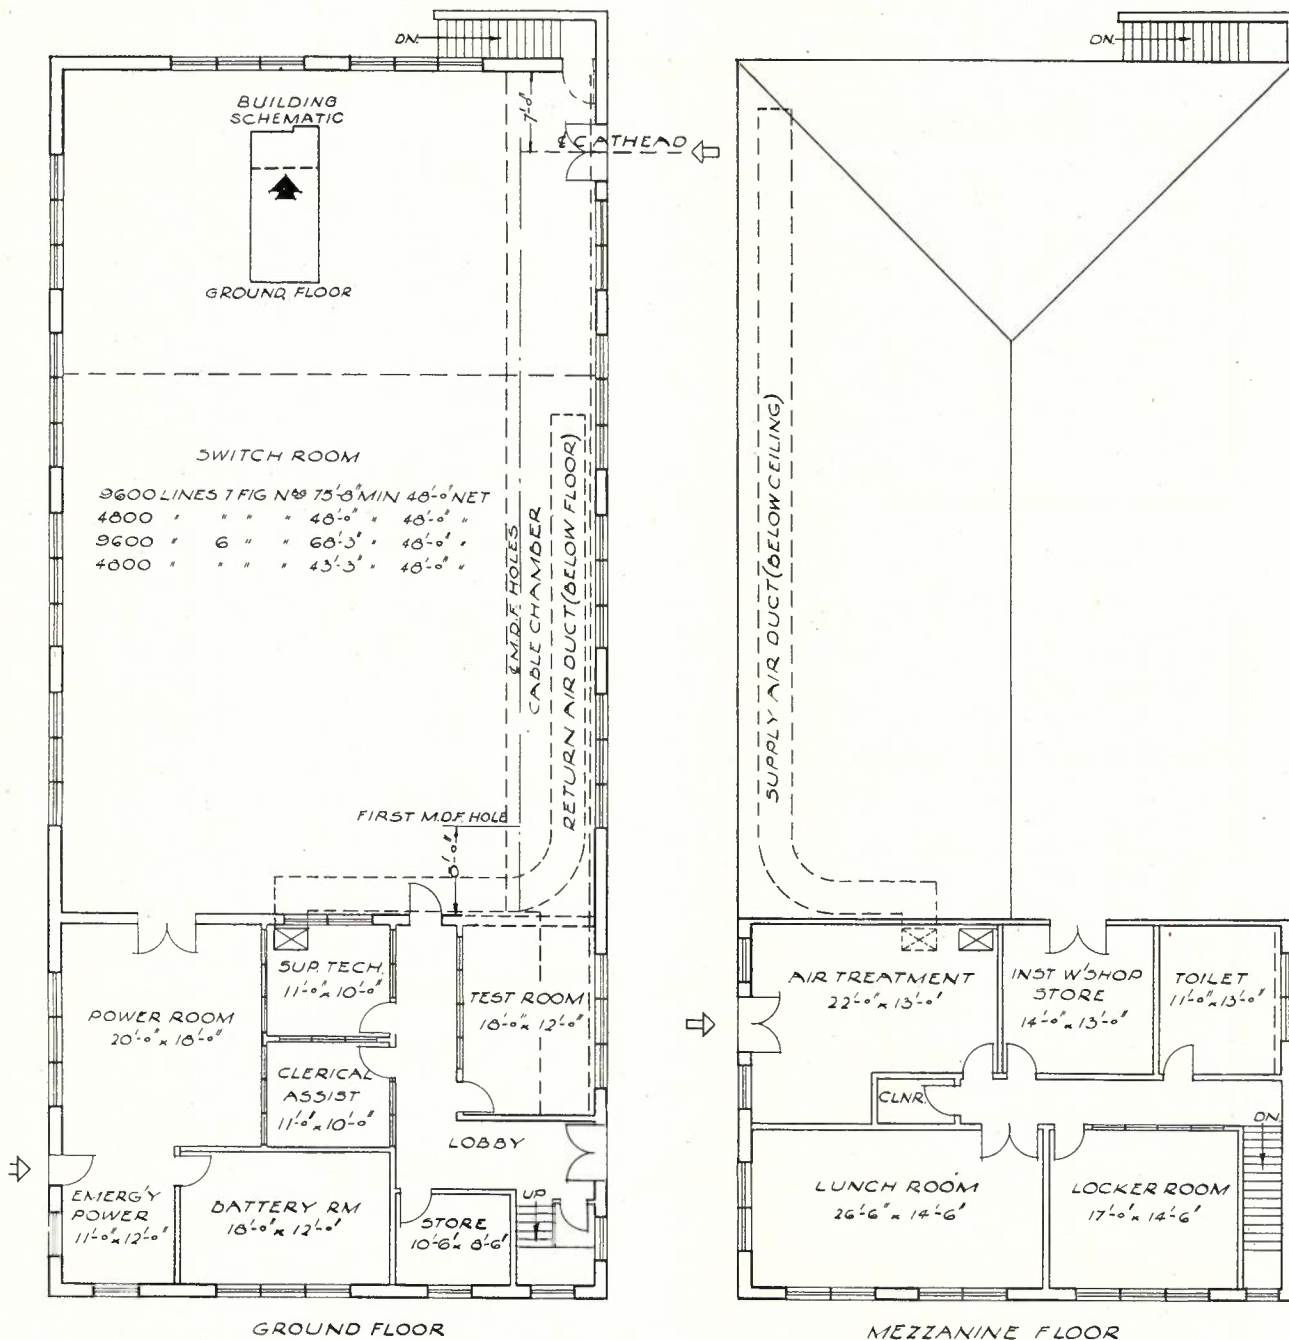 DN.
BUILDING
SCHEMATIC
GROUND FLOOR
7'-0"
℄ CATHEAD
SWITCH ROOM
9600 LINES 7 FIG Nos 75'-8" MIN 48'-0" NET
4800 " " " " 48'-0" " 48'-0" "
9600 " 6 " " 68'-3" " 48'-0" "
4800 " " " " 43'-3" " 48'-0" "
℄ M.D.F. HOLES
CABLE CHAMBER
RETURN AIR DUCT (BELOW FLOOR)
FIRST M.D.F. HOLE
8'-0"
SUP. TECH.
11'-0" x 10'-0"
POWER ROOM
20'-0" x 18'-0"
TEST ROOM
18'-0" x 12'-0"
CLERICAL
ASSIST
11'-0" x 10'-0"
LOBBY
EMERG'Y
POWER
11'-0" x 12'-0"
BATTERY RM
18'-0" x 12'-0"
STORE
10'-6" x 8'-6"
UP
GROUND FLOOR
DN.
SUPPLY AIR DUCT (BELOW CEILING)
AIR TREATMENT
22'-0" x 13'-0"
INST W'SHOP
STORE
14'-0" x 13'-0"
TOILET
11'-0" x 13'-0"
CLNR.
DN.
LUNCH ROOM
26'-6" x 14'-6"
LOCKER ROOM
17'-0" x 14'-6"
MEZZANINE FLOOR